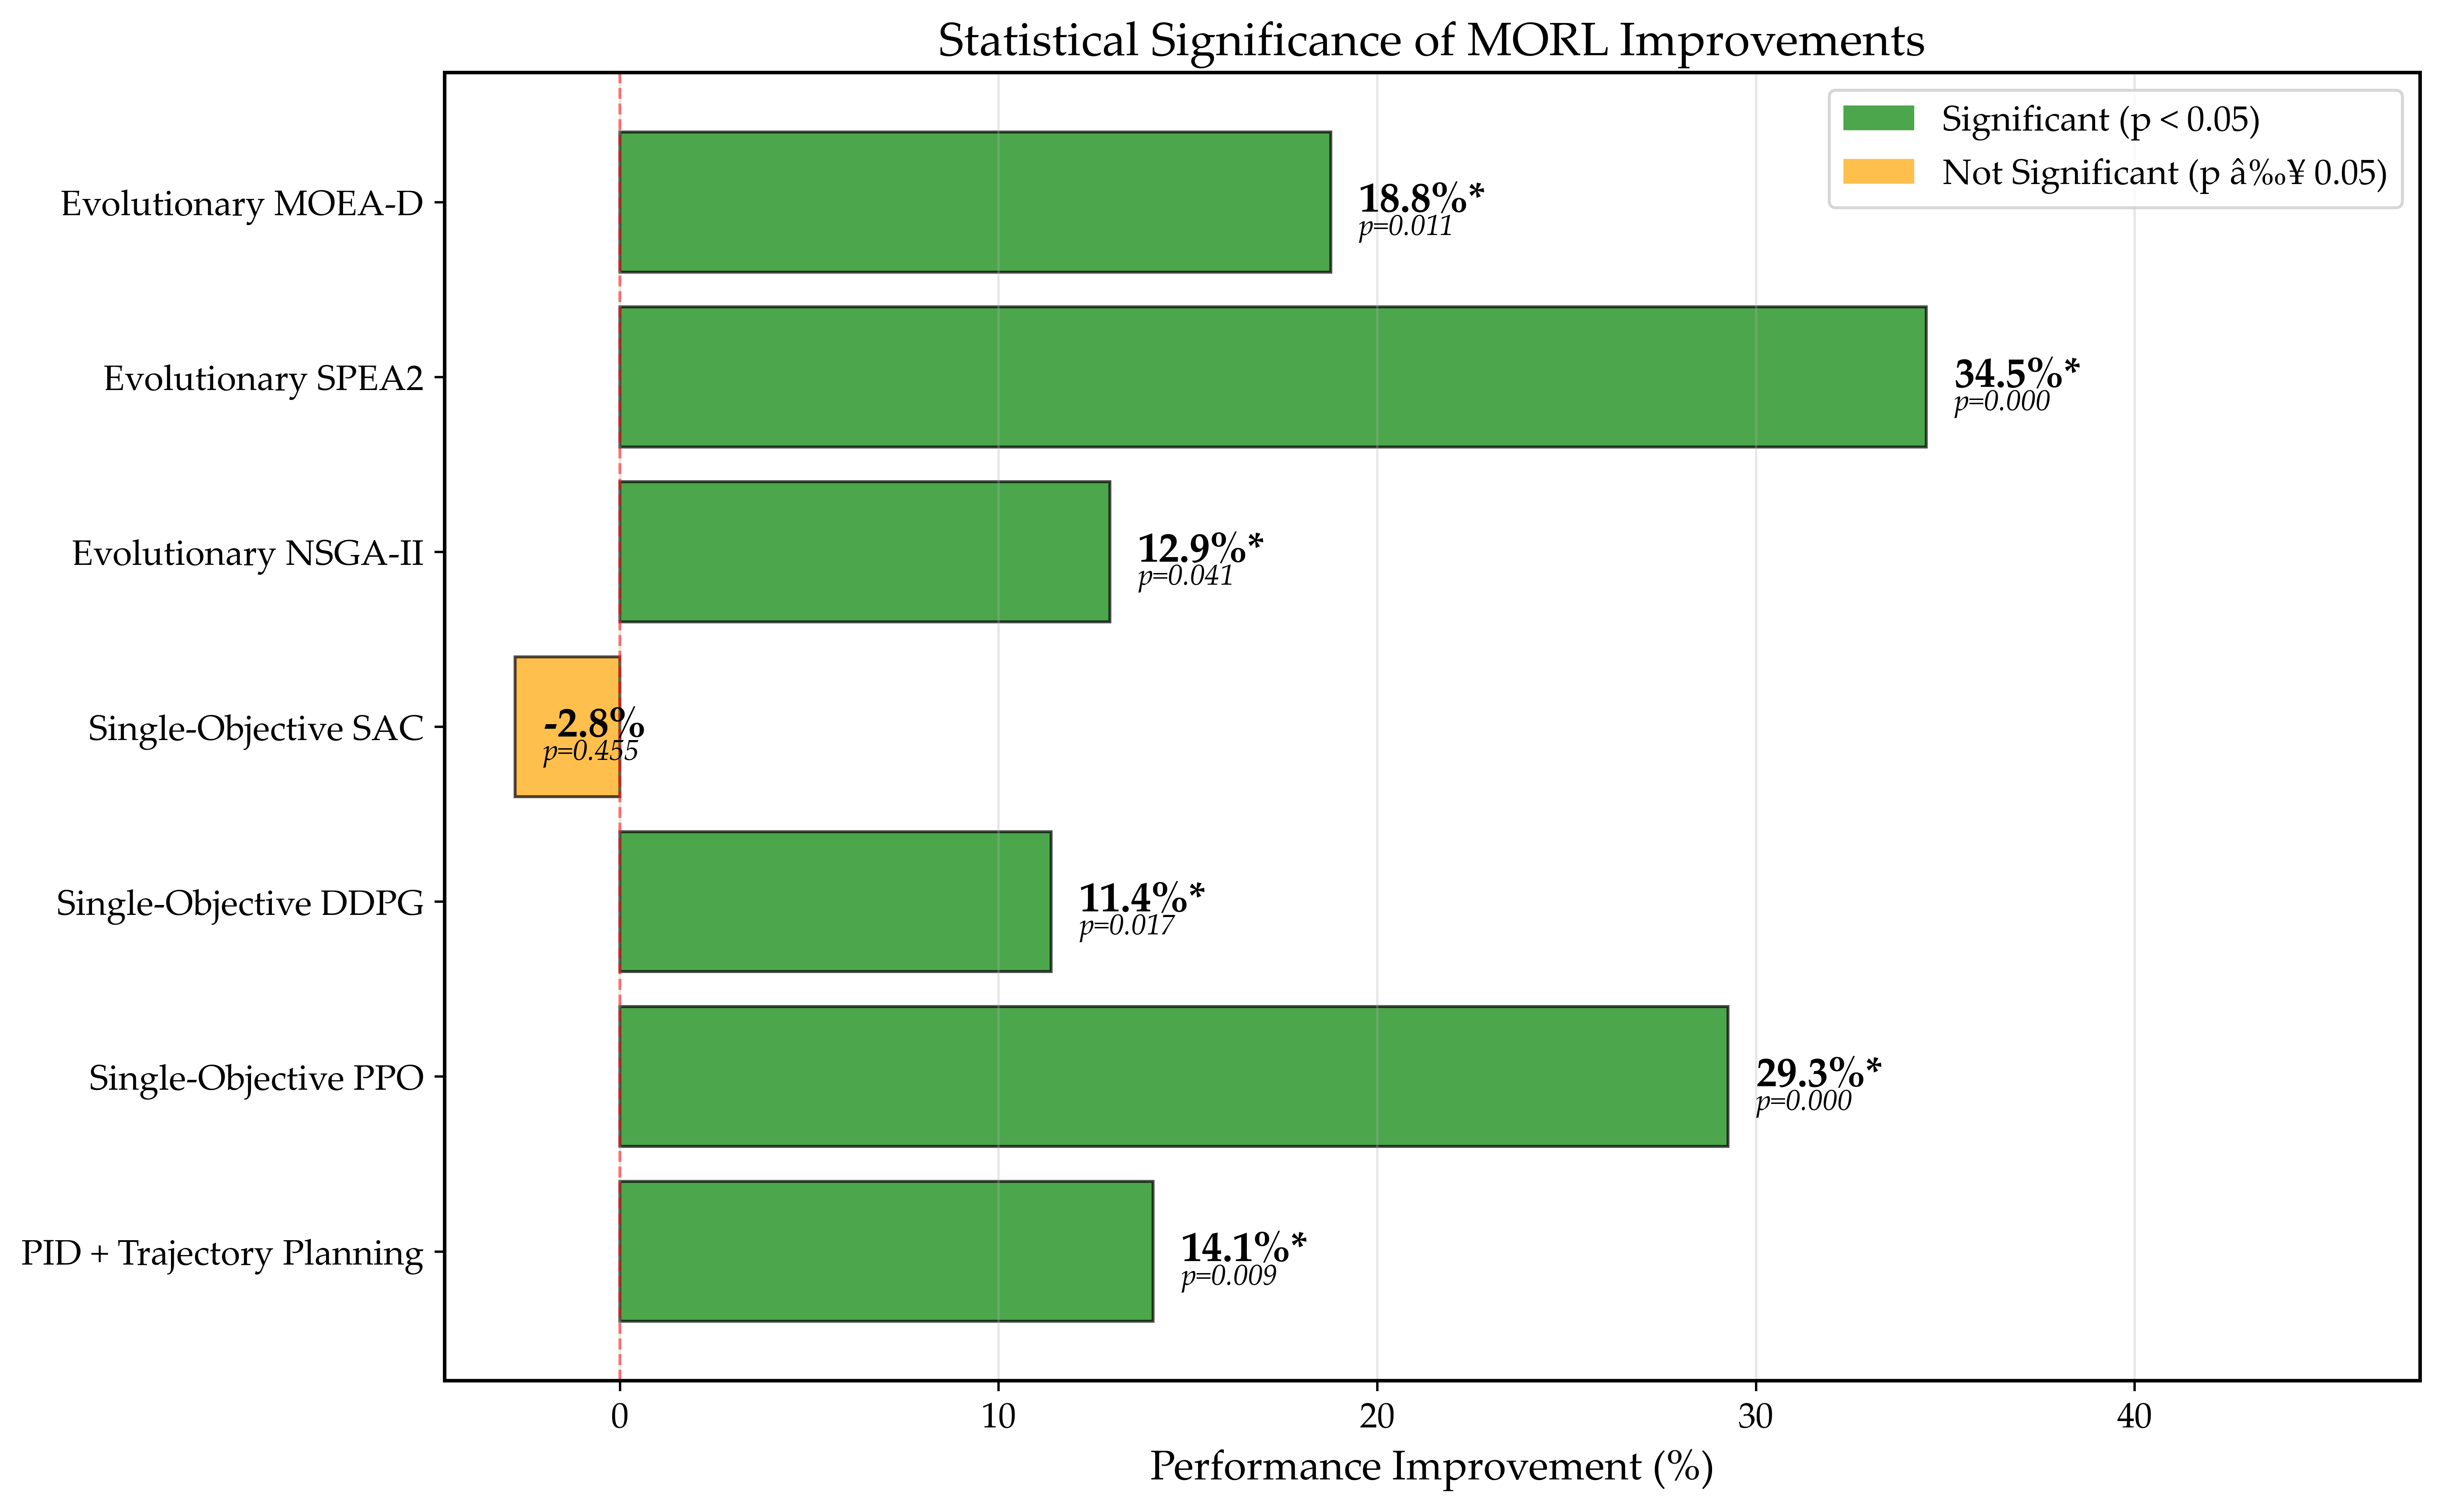 Statistical Significance of MORL Improvements
Significant (p < 0.05)
Not Significant (p â‰¥ 0.05)
Evolutionary MOEA-D
18.8%*
p=0.011
Evolutionary SPEA2
34.5%*
p=0.000
Evolutionary NSGA-II
12.9%*
p=0.041
Single-Objective SAC
-2.8%
p=0.455
Single-Objective DDPG
11.4%*
p=0.017
Single-Objective PPO
29.3%*
p=0.000
PID + Trajectory Planning
14.1%*
p=0.009
0 10 20 30 40
Performance Improvement (%)